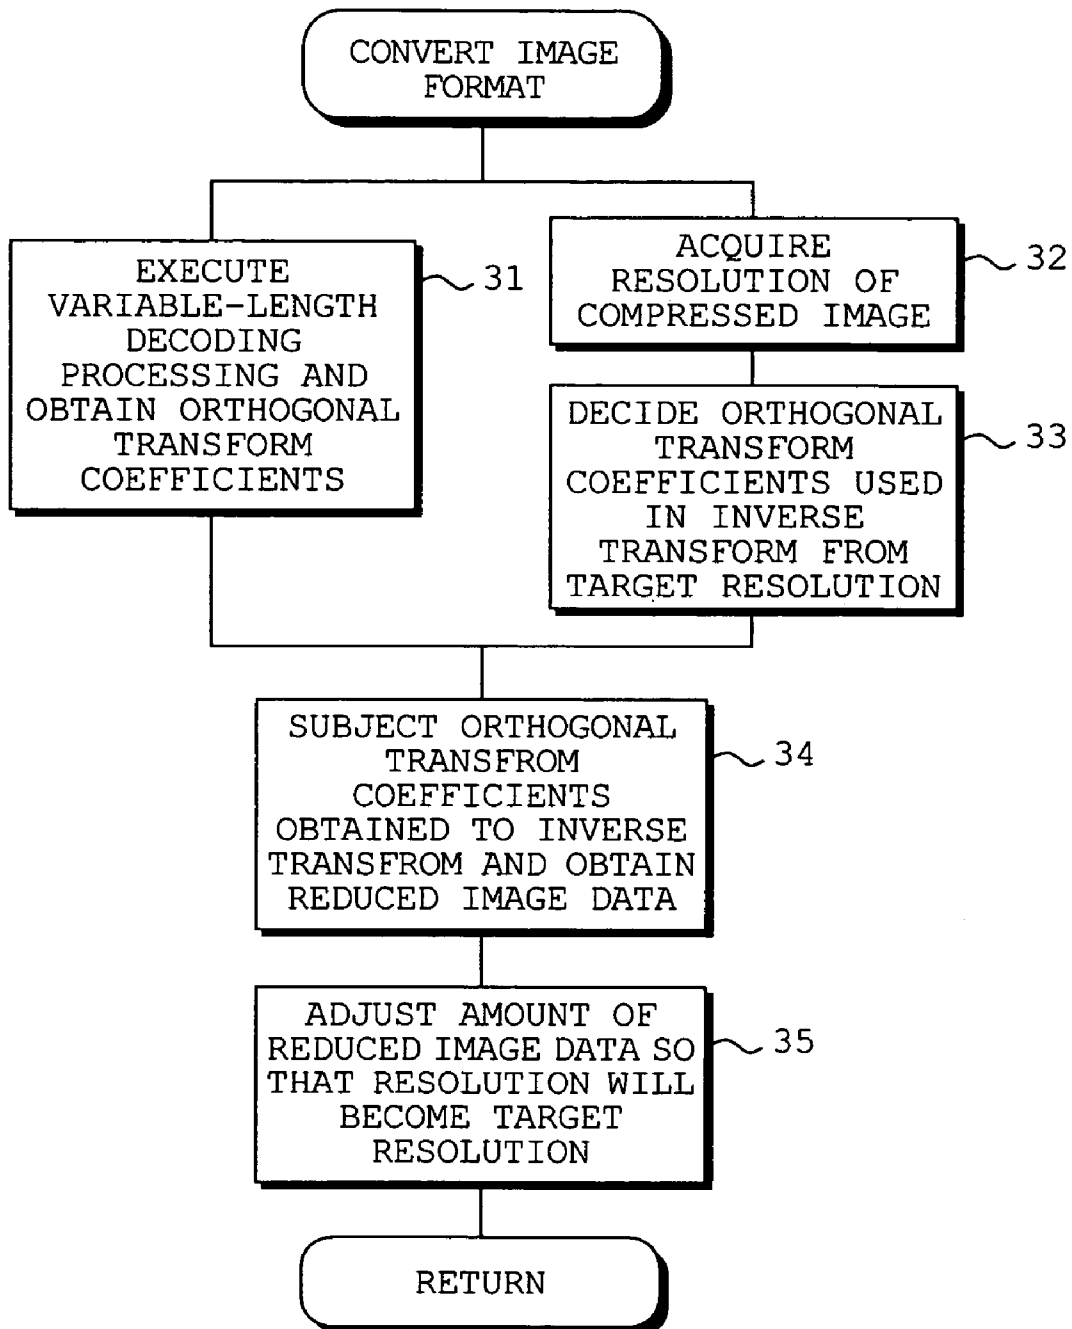 CONVERT IMAGE
FORMAT
EXECUTE
VARIABLE-LENGTH
DECODING
PROCESSING AND
OBTAIN ORTHOGONAL
TRANSFORM
COEFFICIENTS
31
ACQUIRE
RESOLUTION OF
COMPRESSED IMAGE
32
DECIDE ORTHOGONAL
TRANSFORM
COEFFICIENTS USED
IN INVERSE
TRANSFORM FROM
TARGET RESOLUTION
33
SUBJECT ORTHOGONAL
TRANSFROM
COEFFICIENTS
OBTAINED TO INVERSE
TRANSFROM AND OBTAIN
REDUCED IMAGE DATA
34
ADJUST AMOUNT OF
REDUCED IMAGE DATA SO
THAT RESOLUTION WILL
BECOME TARGET
RESOLUTION
35
RETURN